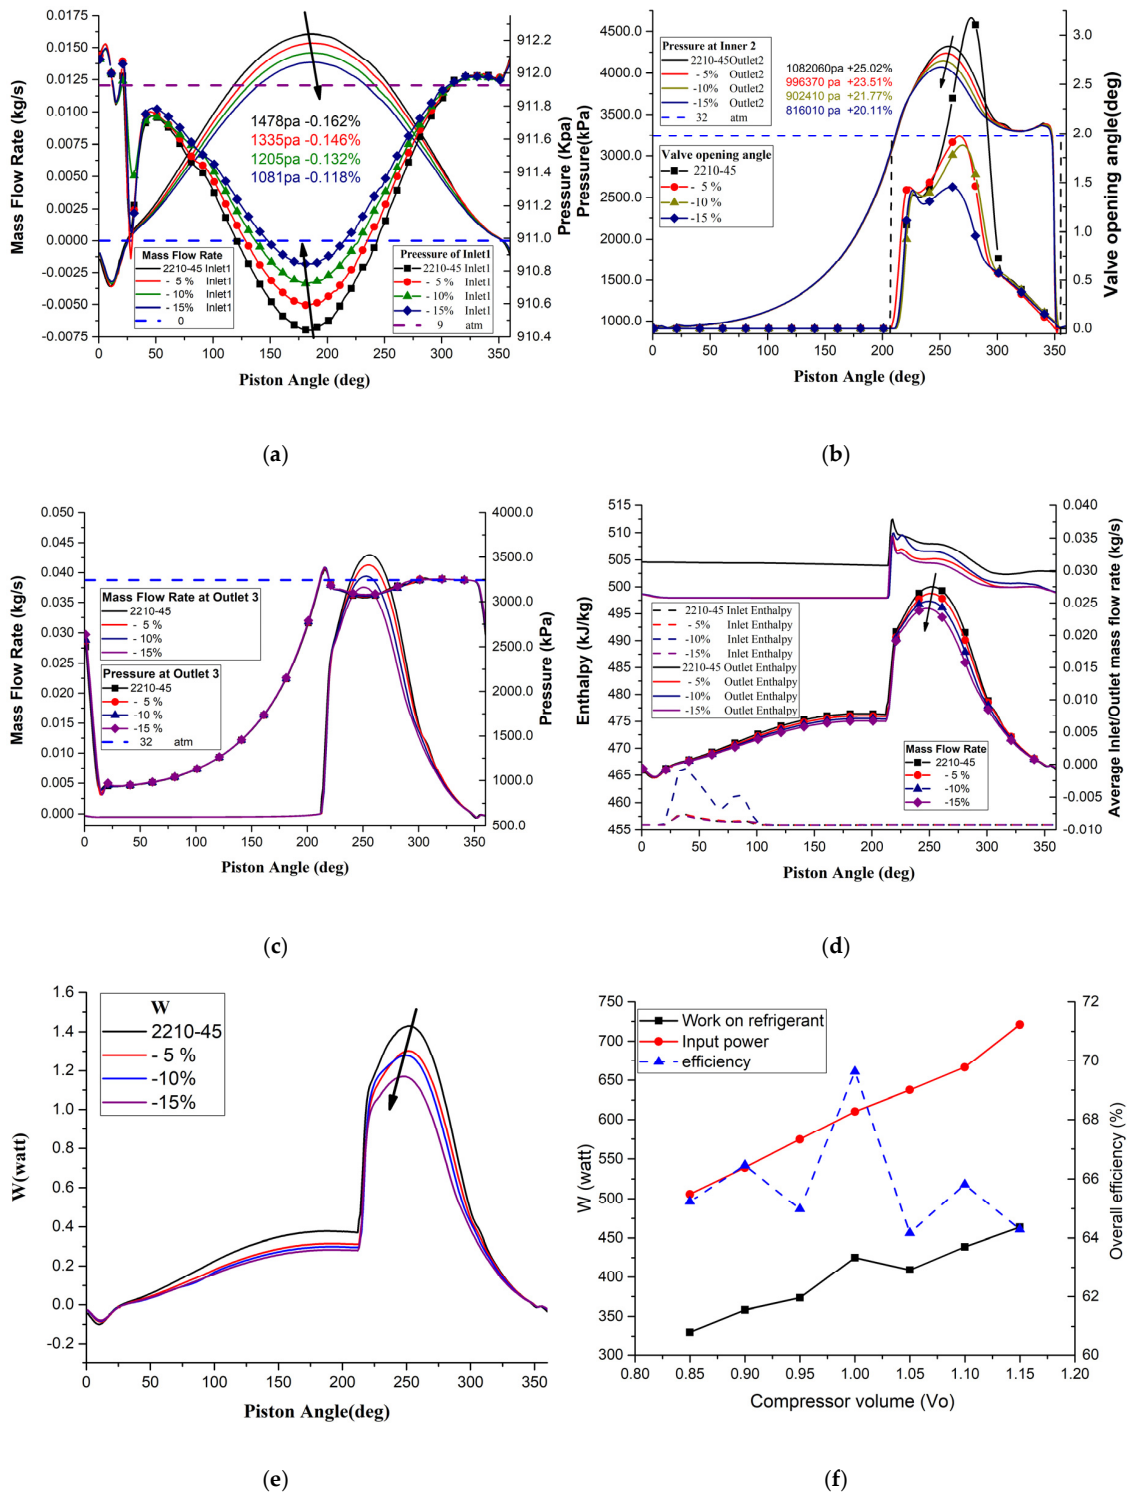 0.0175
0.0150
0.0125
0.0100
0.0075
0.0050
0.0025
0.0000
-0.0025
-0.0050
-0.0075
Mass Flow Rate (kg/s)
912.2
912.0
911.8
911.6
911.4
911.2
911.0
910.8
910.6
910.4
Pressure (Kpa)
1478pa -0.162%
1335pa -0.146%
1205pa -0.132%
1081pa -0.118%
Mass Flow Rate
2210-45 Inlet1
- 5 % Inlet1
- 10% Inlet1
- 15% Inlet1
0
Preessure of Inlet1
2210-45 Inlet1
- 5% Inlet1
-10% Inlet1
-15% Inlet1
9 atm
0 50 100 150 200 250 300 350
Piston Angle (deg)
(a)
4500.0
4000.0
3500.0
3000.0
2500.0
2000.0
1500.0
1000.0
Pressure(kPa)
3.0
2.5
2.0
1.5
1.0
0.5
0.0
Valve opening angle(deg)
Pressure at Inner 2
2210-45Outlet2
- 5% Outlet2
-10% Outlet2
-15% Outlet2
32 atm
1082060pa +25.02%
996370 pa +23.51%
902410 pa +21.77%
816010 pa +20.11%
Valve opening angle
2210-45
- 5 %
-10 %
-15 %
0 50 100 150 200 250 300 350
Piston Angle (deg)
(b)
0.050
0.045
0.040
0.035
0.030
0.025
0.020
0.015
0.010
0.005
0.000
Mass Flow Rate (kg/s)
4000.0
3500.0
3000.0
2500.0
2000.0
1500.0
1000.0
500.0
Pressure (kPa)
Mass Flow Rate at Outlet 3
2210-45
- 5 %
- 10%
- 15%
Pressure at Outlet 3
2210-45
- 5 %
-10 %
-15 %
32 atm
0 50 100 150 200 250 300 350
Piston Angle (deg)
(c)
515
510
505
500
495
490
485
480
475
470
465
460
455
Enthalpy (kJ/kg)
0.040
0.035
0.030
0.025
0.020
0.015
0.010
0.005
0.000
-0.005
-0.010
Average Inlet/Outlet mass flow rate (kg/s)
2210-45 Inlet Enthalpy
- 5% Inlet Enthalpy
-10% Inlet Enthalpy
-15% Inlet Enthalpy
2210-45 Outlet Enthalpy
- 5% Outlet Enthalpy
-10% Outlet Enthalpy
-15% Outlet Enthalpy
Mass Flow Rate
2210-45
- 5%
-10%
-15%
0 50 100 150 200 250 300 350
Piston Angle (deg)
(d)
1.6
1.4
1.2
1.0
0.8
0.6
0.4
0.2
0.0
-0.2
W(watt)
W
2210-45
- 5 %
-10%
-15%
0 50 100 150 200 250 300 350
Piston Angle(deg)
(e)
750
700
650
600
550
500
450
400
350
300
W (watt)
72
70
68
66
64
62
60
Overall efficiency (%)
Work on refrigerant
Input power
efficiency
0.80 0.85 0.90 0.95 1.00 1.05 1.10 1.15 1.20
Compressor volume (Vo)
(f)